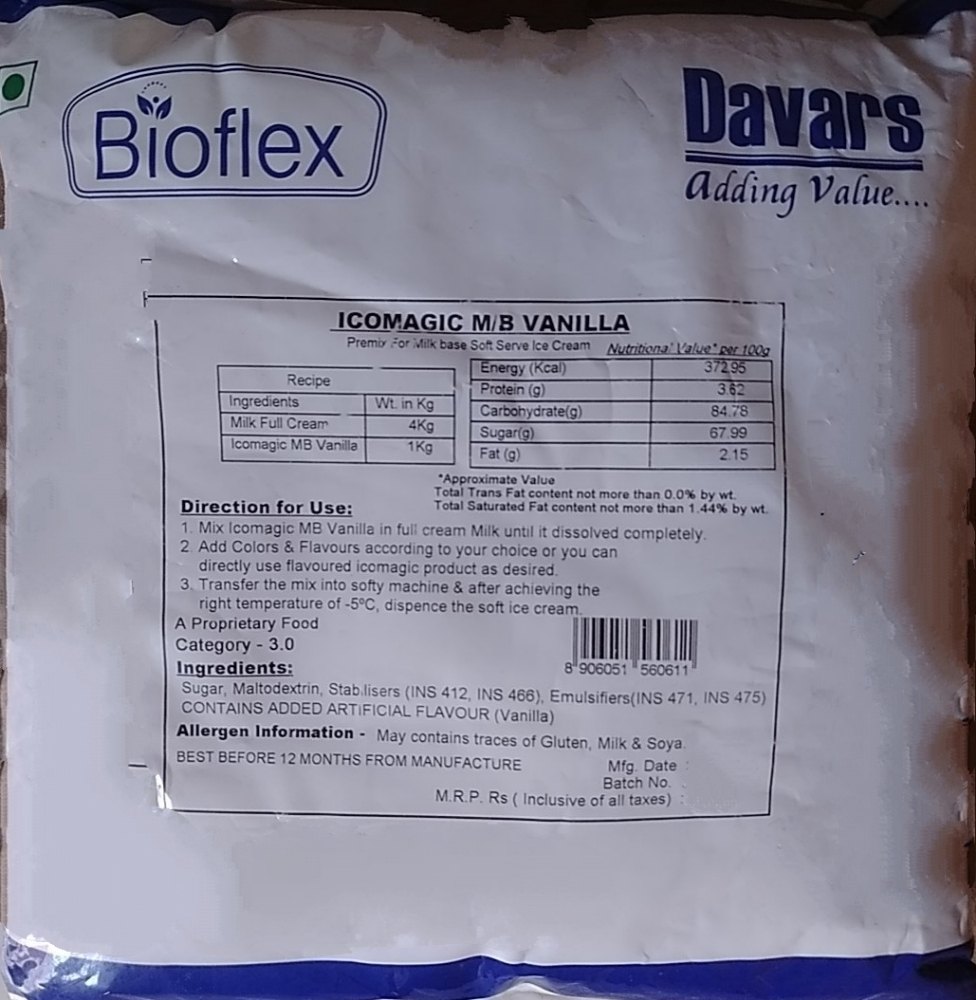 Bioflex
Davars
Adding Value....
ICOMAGIC M/B VANILLA
Premix For Milk base Soft Serve Ice Cream
Recipe
Ingredients Wt. in Kg
Milk Full Cream 4Kg
Icomagic MB Vanilla 1Kg
Nutritional Value* per 100g
Energy (Kcal) 372.95
Protein (g) 3.62
Carbohydrate(g) 84.78
Sugar(g) 67.99
Fat (g) 2.15
*Approximate Value
Total Trans Fat content not more than 0.0% by wt.
Total Saturated Fat content not more than 1.44% by wt.
Direction for Use:
1. Mix Icomagic MB Vanilla in full cream Milk until it dissolved completely.
2. Add Colors & Flavours according to your choice or you can
directly use flavoured icomagic product as desired.
3. Transfer the mix into softy machine & after achieving the
right temperature of -5ºC, dispence the soft ice cream.
A Proprietary Food
Category - 3.0
8 906051 560611
Ingredients:
Sugar, Maltodextrin, Stabilisers (INS 412, INS 466), Emulsifiers(INS 471, INS 475)
CONTAINS ADDED ARTIFICIAL FLAVOUR (Vanilla)
Allergen Information - May contains traces of Gluten, Milk & Soya.
BEST BEFORE 12 MONTHS FROM MANUFACTURE
Mfg. Date :
Batch No. :
M.R.P. Rs ( Inclusive of all taxes) :